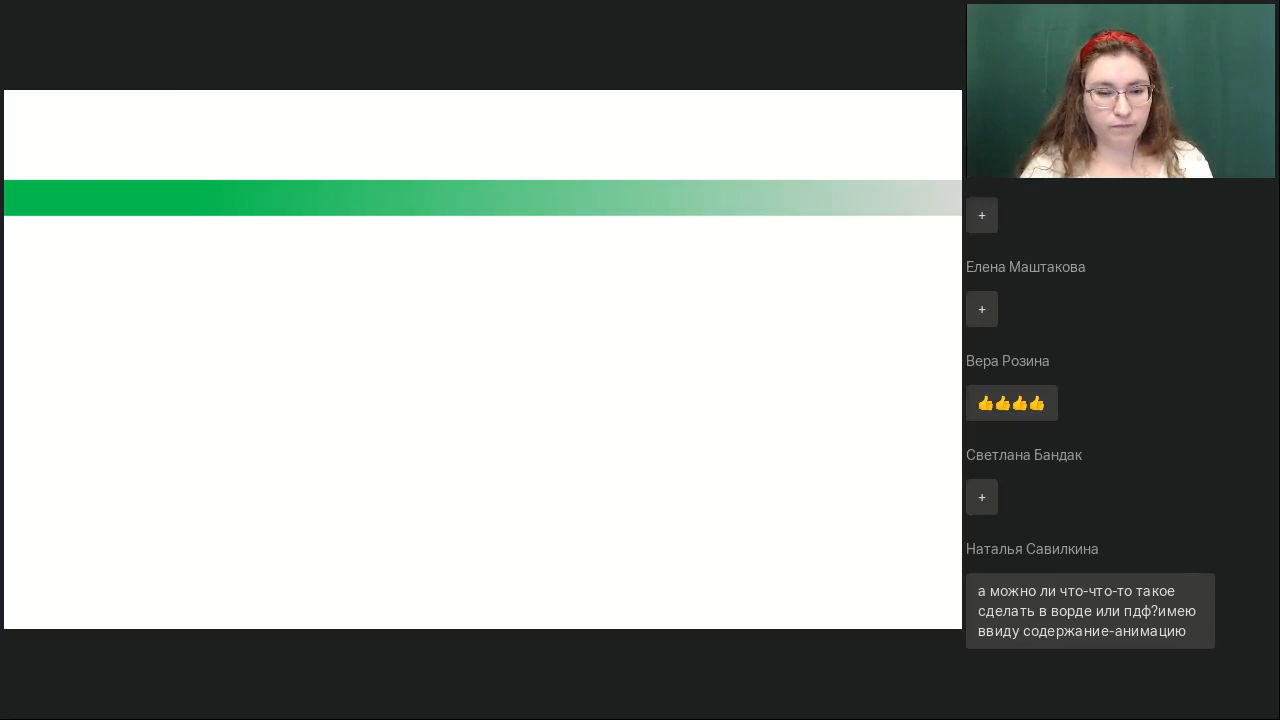 +
Елена Маштакова
+
Вера Розина
👍👍👍👍
Светлана Бандак
+
Наталья Савилкина
а можно ли что-что-то такое
сделать в ворде или пдф?имею
ввиду содержание-анимацию